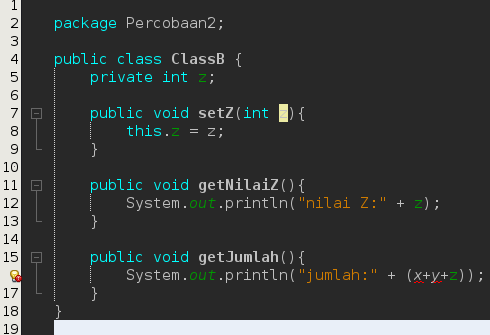 1
2 package Percobaan2;
3
4 public class ClassB {
5 private int z;
6
7 public void setZ(int z){
8 this.z = z;
9 }
10
11 public void getNilaiZ(){
12 System.out.println("nilai Z:" + z);
13 }
14
15 public void getJumlah(){
System.out.println("jumlah:" + (x+y+z));
17 }
18 }
19